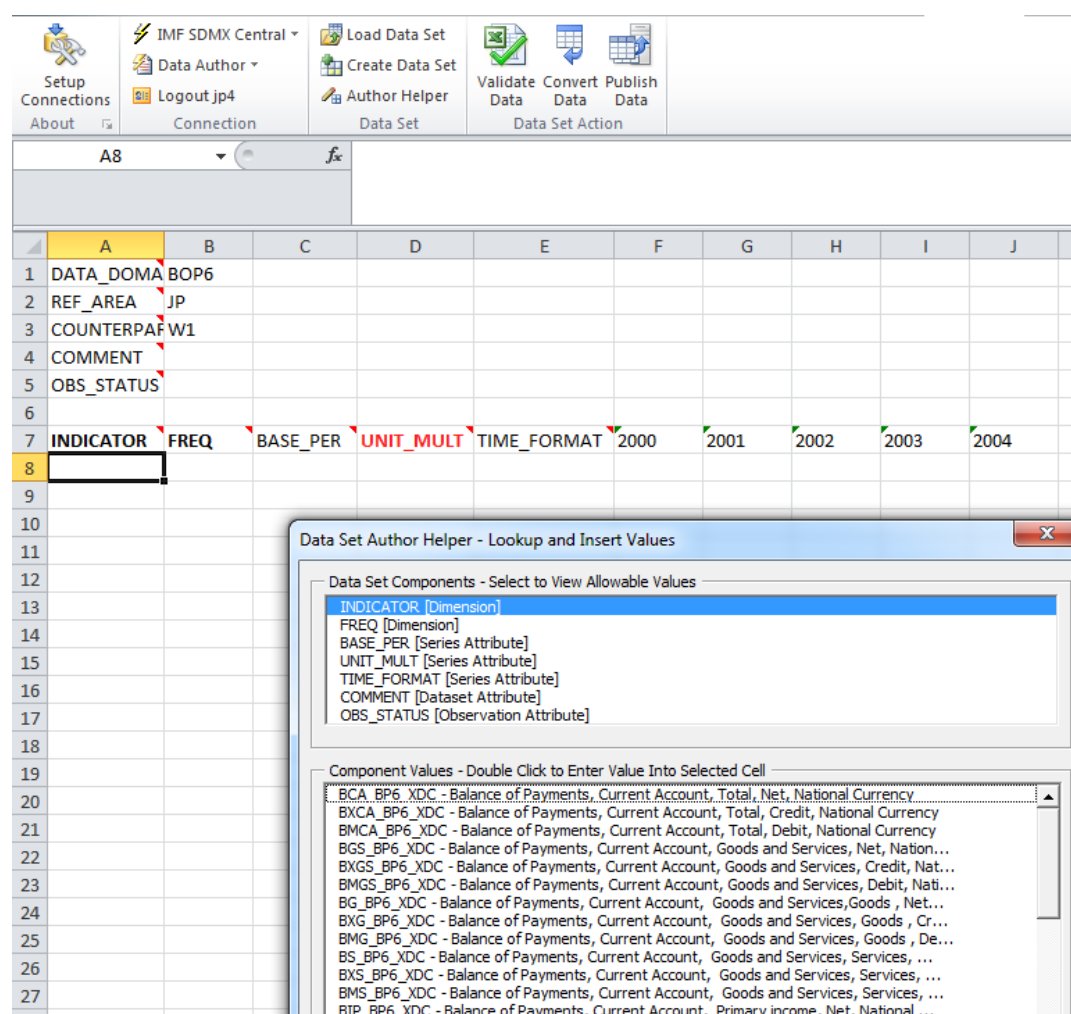 IMF SDMX Central
Load Data Set
Data Author
Create Data Set
Setup Connections
Logout jp4
Author Helper
Validate Data
Convert Data
Publish Data
About
Connection
Data Set
Data Set Action
A8
fx
A B C D E F G H I J
1 DATA_DOMA BOP6
2 REF_AREA JP
3 COUNTERPAR W1
4 COMMENT
5 OBS_STATUS
6
7 INDICATOR FREQ BASE_PER UNIT_MULT TIME_FORMAT 2000 2001 2002 2003 2004
8
9
10
11
12
13
14
15
16
17
18
19
20
21
22
23
24
25
26
27
Data Set Author Helper - Lookup and Insert Values
X
Data Set Components - Select to View Allowable Values
INDICATOR [Dimension]
FREQ [Dimension]
BASE_PER [Series Attribute]
UNIT_MULT [Series Attribute]
TIME_FORMAT [Series Attribute]
COMMENT [Dataset Attribute]
OBS_STATUS [Observation Attribute]
Component Values - Double Click to Enter Value Into Selected Cell
BCA_BP6_XDC - Balance of Payments, Current Account, Total, Net, National Currency
BXCA_BP6_XDC - Balance of Payments, Current Account, Total, Credit, National Currency
BMCA_BP6_XDC - Balance of Payments, Current Account, Total, Debit, National Currency
BGS_BP6_XDC - Balance of Payments, Current Account, Goods and Services, Net, Nation...
BXGS_BP6_XDC - Balance of Payments, Current Account, Goods and Services, Credit, Nat...
BMGS_BP6_XDC - Balance of Payments, Current Account, Goods and Services, Debit, Nati...
BG_BP6_XDC - Balance of Payments, Current Account,  Goods and Services,Goods , Net...
BXG_BP6_XDC - Balance of Payments, Current Account,  Goods and Services, Goods , Cr...
BMG_BP6_XDC - Balance of Payments, Current Account,  Goods and Services, Goods , De...
BS_BP6_XDC - Balance of Payments, Current Account,  Goods and Services, Services, ...
BXS_BP6_XDC - Balance of Payments, Current Account,  Goods and Services, Services, ...
BMS_BP6_XDC - Balance of Payments, Current Account,  Goods and Services, Services, ...
BIP_BP6_XDC - Balance of Payments, Current Account,  Primary income, Net, National ...